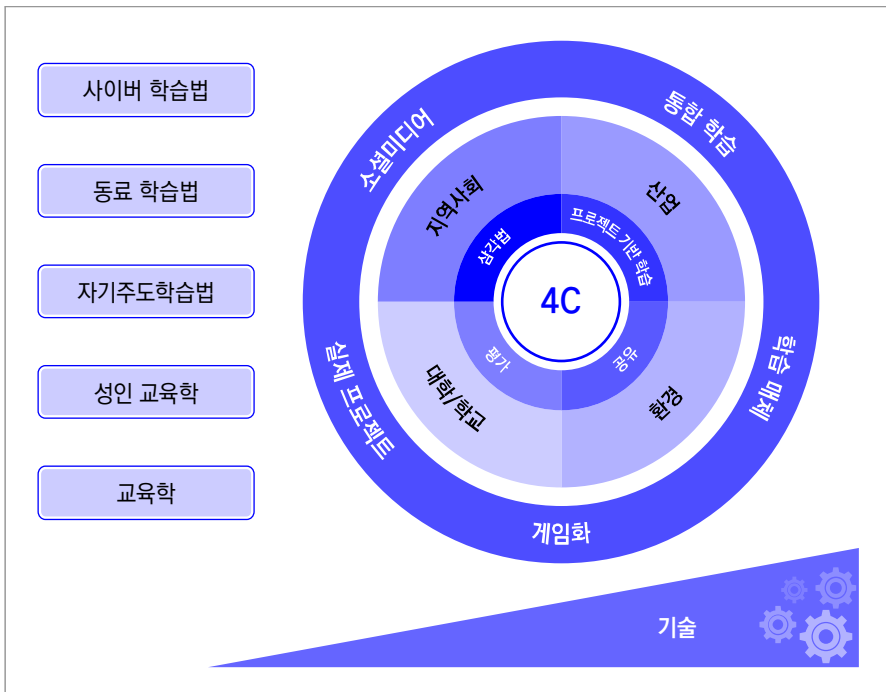 사이버 학습법
동료 학습법
자기주도학습법
성인 교육학
교육학
소셜미디어
통합 학습
학습 매체
게임화
실제 프로젝트
지역사회
산업
환경
대학/학교
삼각법
프로젝트 기반 학습
공유
평가
4C
기술